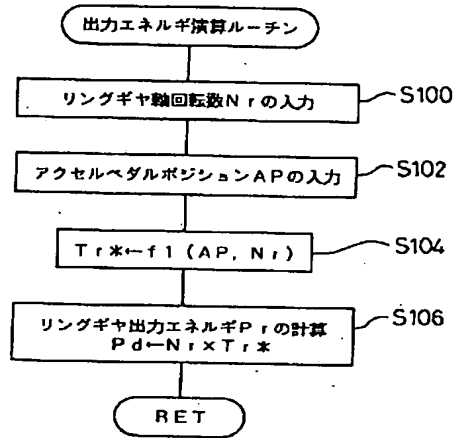 出力エネルギ演算ルーチン
リングギヤ軸回転数Nrの入力
S100
アクセルペダルポジションAPの入力
S102
Tr*←f1(AP,Nr)
S104
リングギヤ出力エネルギPrの計算
Pd←Nr×Tr*
S106
RET